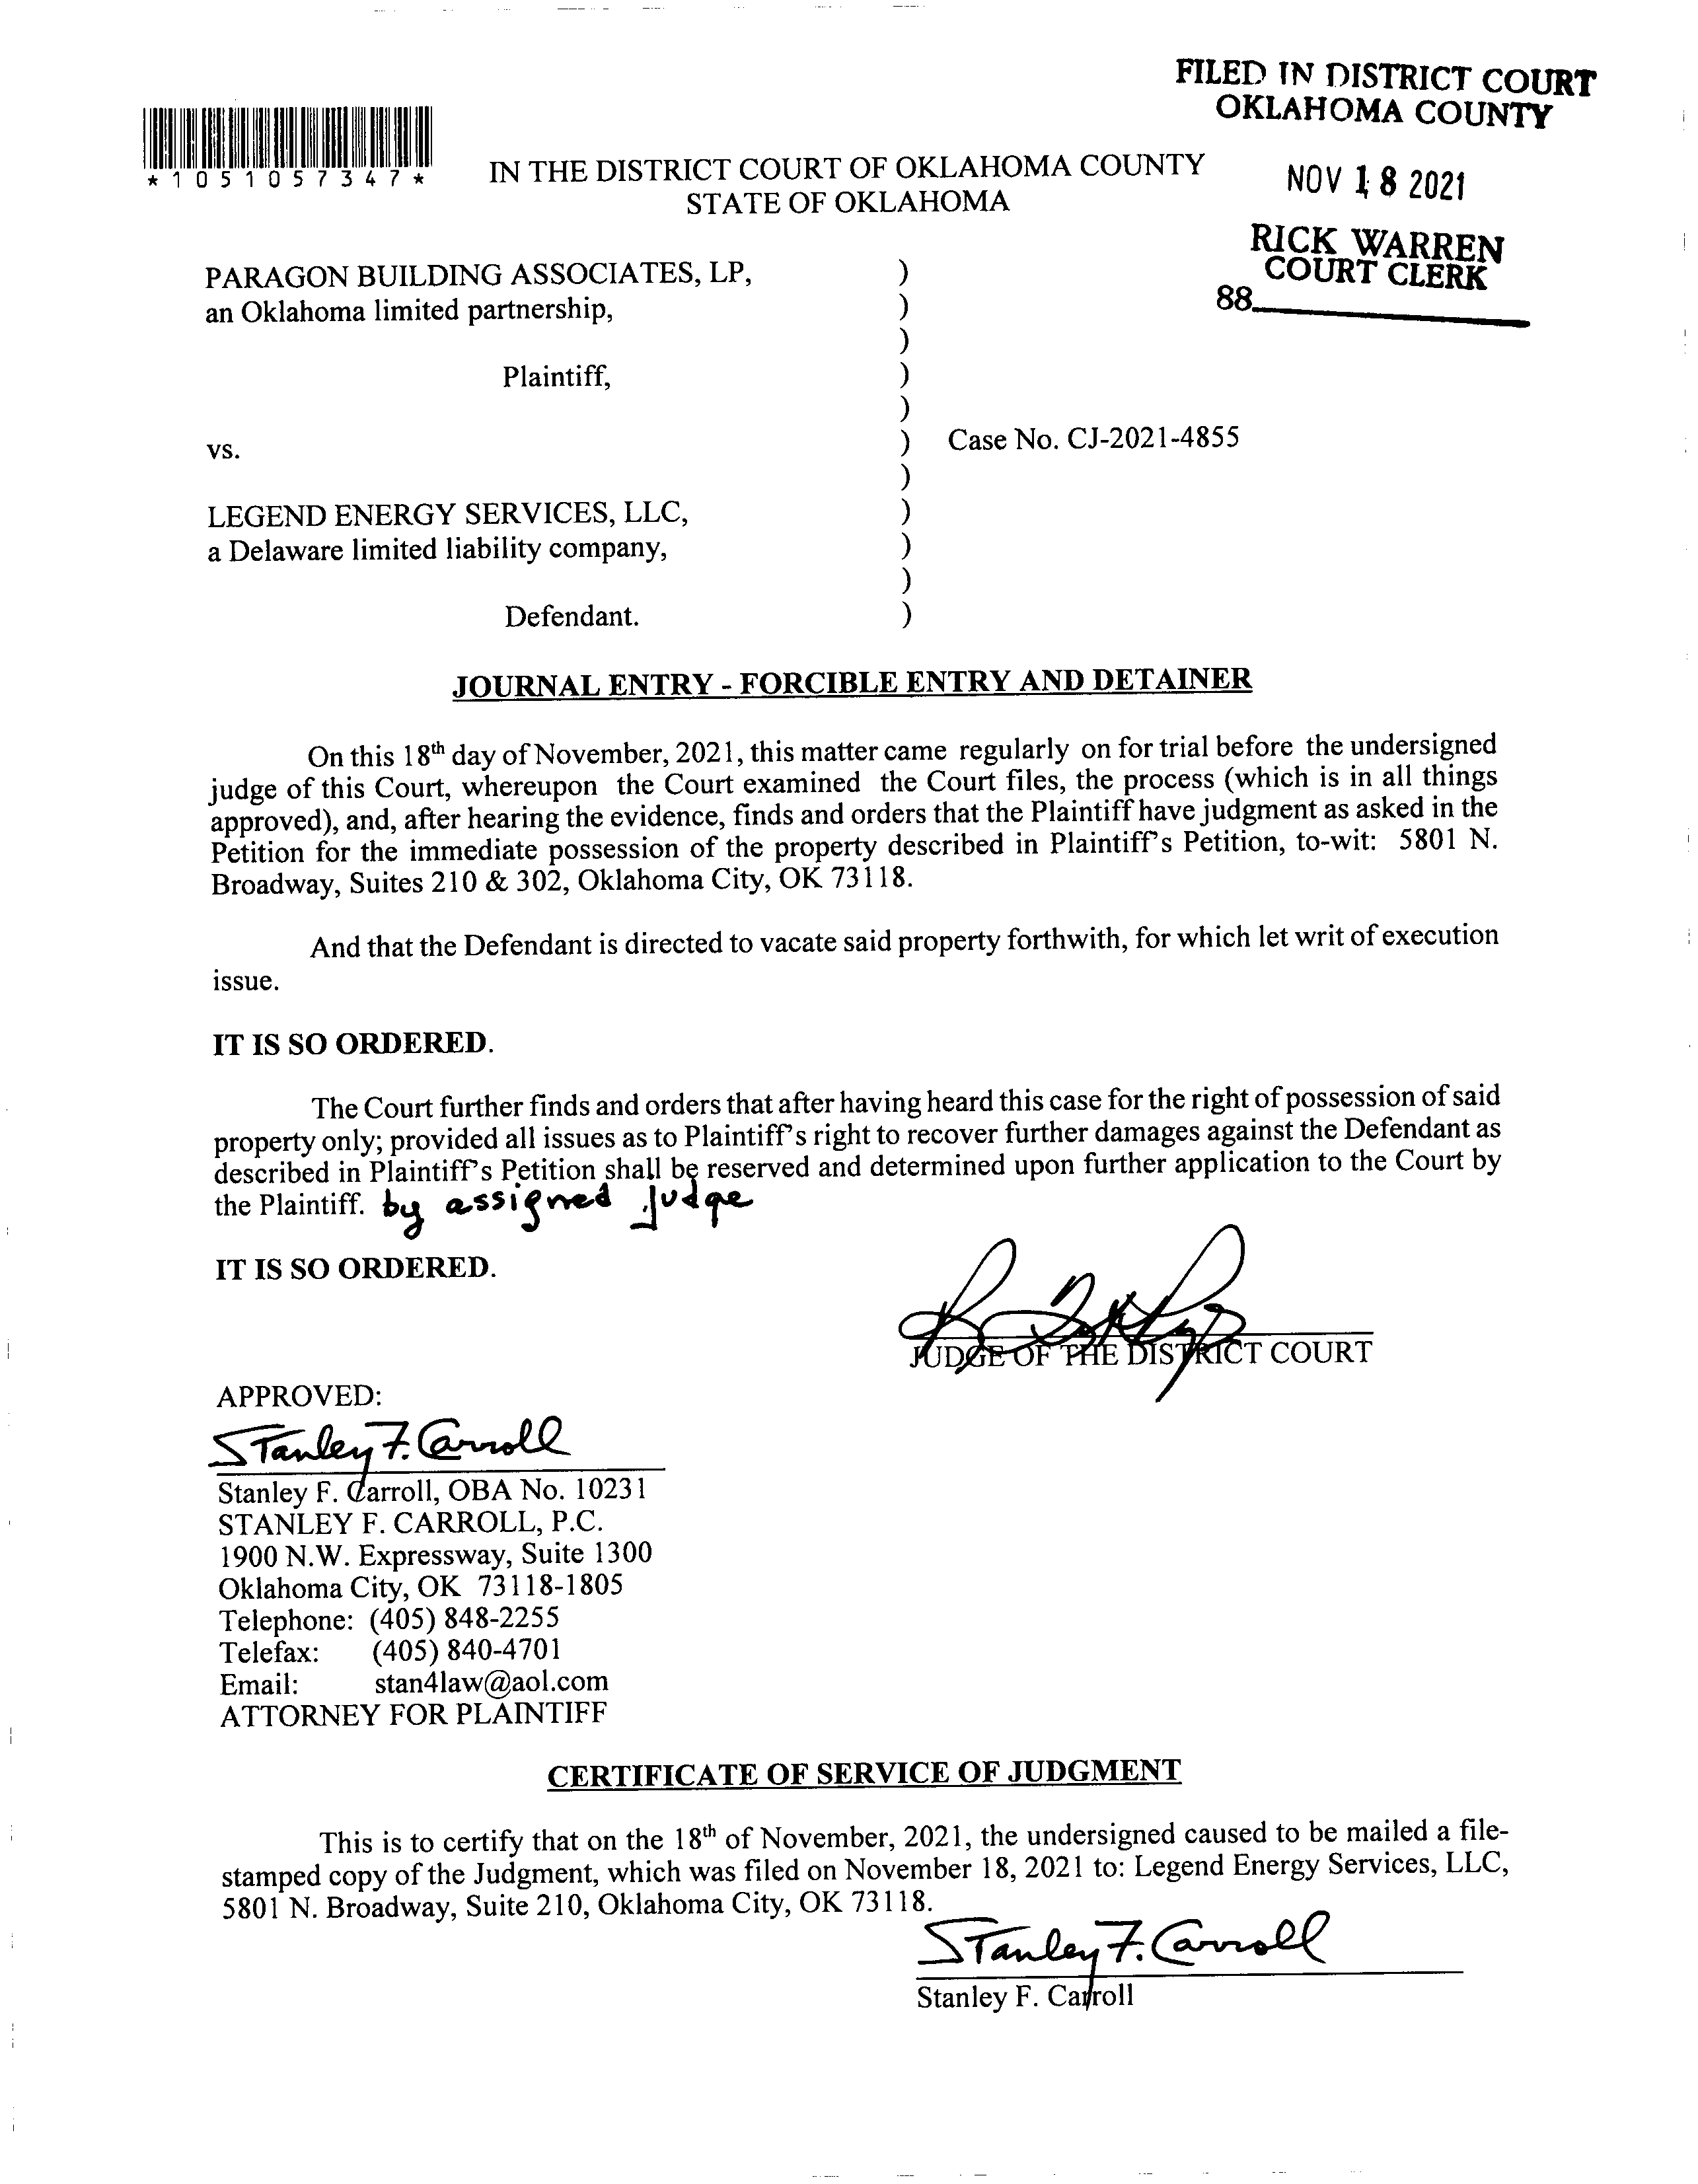 FILED IN DISTRICT COURT
OKLAHOMA COUNTY
NOV 18 2021
RICK WARREN
COURT CLERK
88
*1051057347*
IN THE DISTRICT COURT OF OKLAHOMA COUNTY
STATE OF OKLAHOMA
PARAGON BUILDING ASSOCIATES, LP, )
an Oklahoma limited partnership, )
)
Plaintiff, )
)
vs. ) Case No. CJ-2021-4855
)
LEGEND ENERGY SERVICES, LLC, )
a Delaware limited liability company, )
)
Defendant. )
JOURNAL ENTRY - FORCIBLE ENTRY AND DETAINER
On this 18th day of November, 2021, this matter came regularly on for trial before the undersigned
judge of this Court, whereupon the Court examined the Court files, the process (which is in all things
approved), and, after hearing the evidence, finds and orders that the Plaintiff have judgment as asked in the
Petition for the immediate possession of the property described in Plaintiff's Petition, to-wit: 5801 N.
Broadway, Suites 210 & 302, Oklahoma City, OK 73118.
And that the Defendant is directed to vacate said property forthwith, for which let writ of execution
issue.
IT IS SO ORDERED.
The Court further finds and orders that after having heard this case for the right of possession of said
property only; provided all issues as to Plaintiff's right to recover further damages against the Defendant as
described in Plaintiff's Petition shall be reserved and determined upon further application to the Court by
the Plaintiff. by assigned judge
IT IS SO ORDERED.
JUDGE OF THE DISTRICT COURT
APPROVED:
Stanley F. Carroll
Stanley F. Carroll, OBA No. 10231
STANLEY F. CARROLL, P.C.
1900 N.W. Expressway, Suite 1300
Oklahoma City, OK 73118-1805
Telephone: (405) 848-2255
Telefax: (405) 840-4701
Email: stan4law@aol.com
ATTORNEY FOR PLAINTIFF
CERTIFICATE OF SERVICE OF JUDGMENT
This is to certify that on the 18th of November, 2021, the undersigned caused to be mailed a file-
stamped copy of the Judgment, which was filed on November 18, 2021 to: Legend Energy Services, LLC,
5801 N. Broadway, Suite 210, Oklahoma City, OK 73118.
Stanley F. Carroll
Stanley F. Carroll